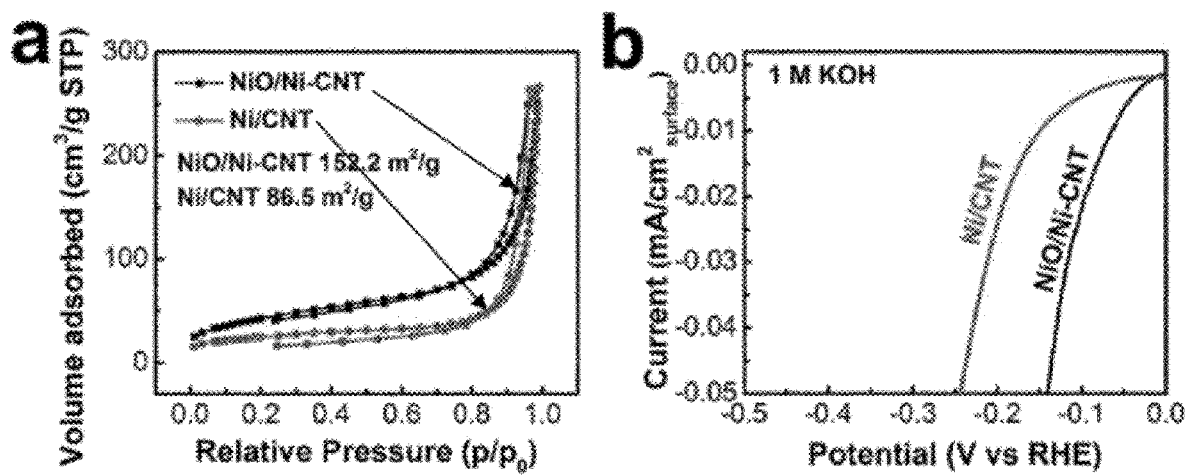 a
Volume adsorbed (cm³/g STP)
300
200
100
0
NiO/Ni-CNT
Ni/CNT
NiO/Ni-CNT 152.2 m²/g
Ni/CNT 86.5 m²/g
0.0 0.2 0.4 0.6 0.8 1.0
Relative Pressure (p/p₀)
b
Current (mA/cm² surface)
0.00
-0.01
-0.02
-0.03
-0.04
-0.05
1 M KOH
Ni/CNT
NiO/Ni-CNT
-0.5 -0.4 -0.3 -0.2 -0.1 0.0
Potential (V vs RHE)